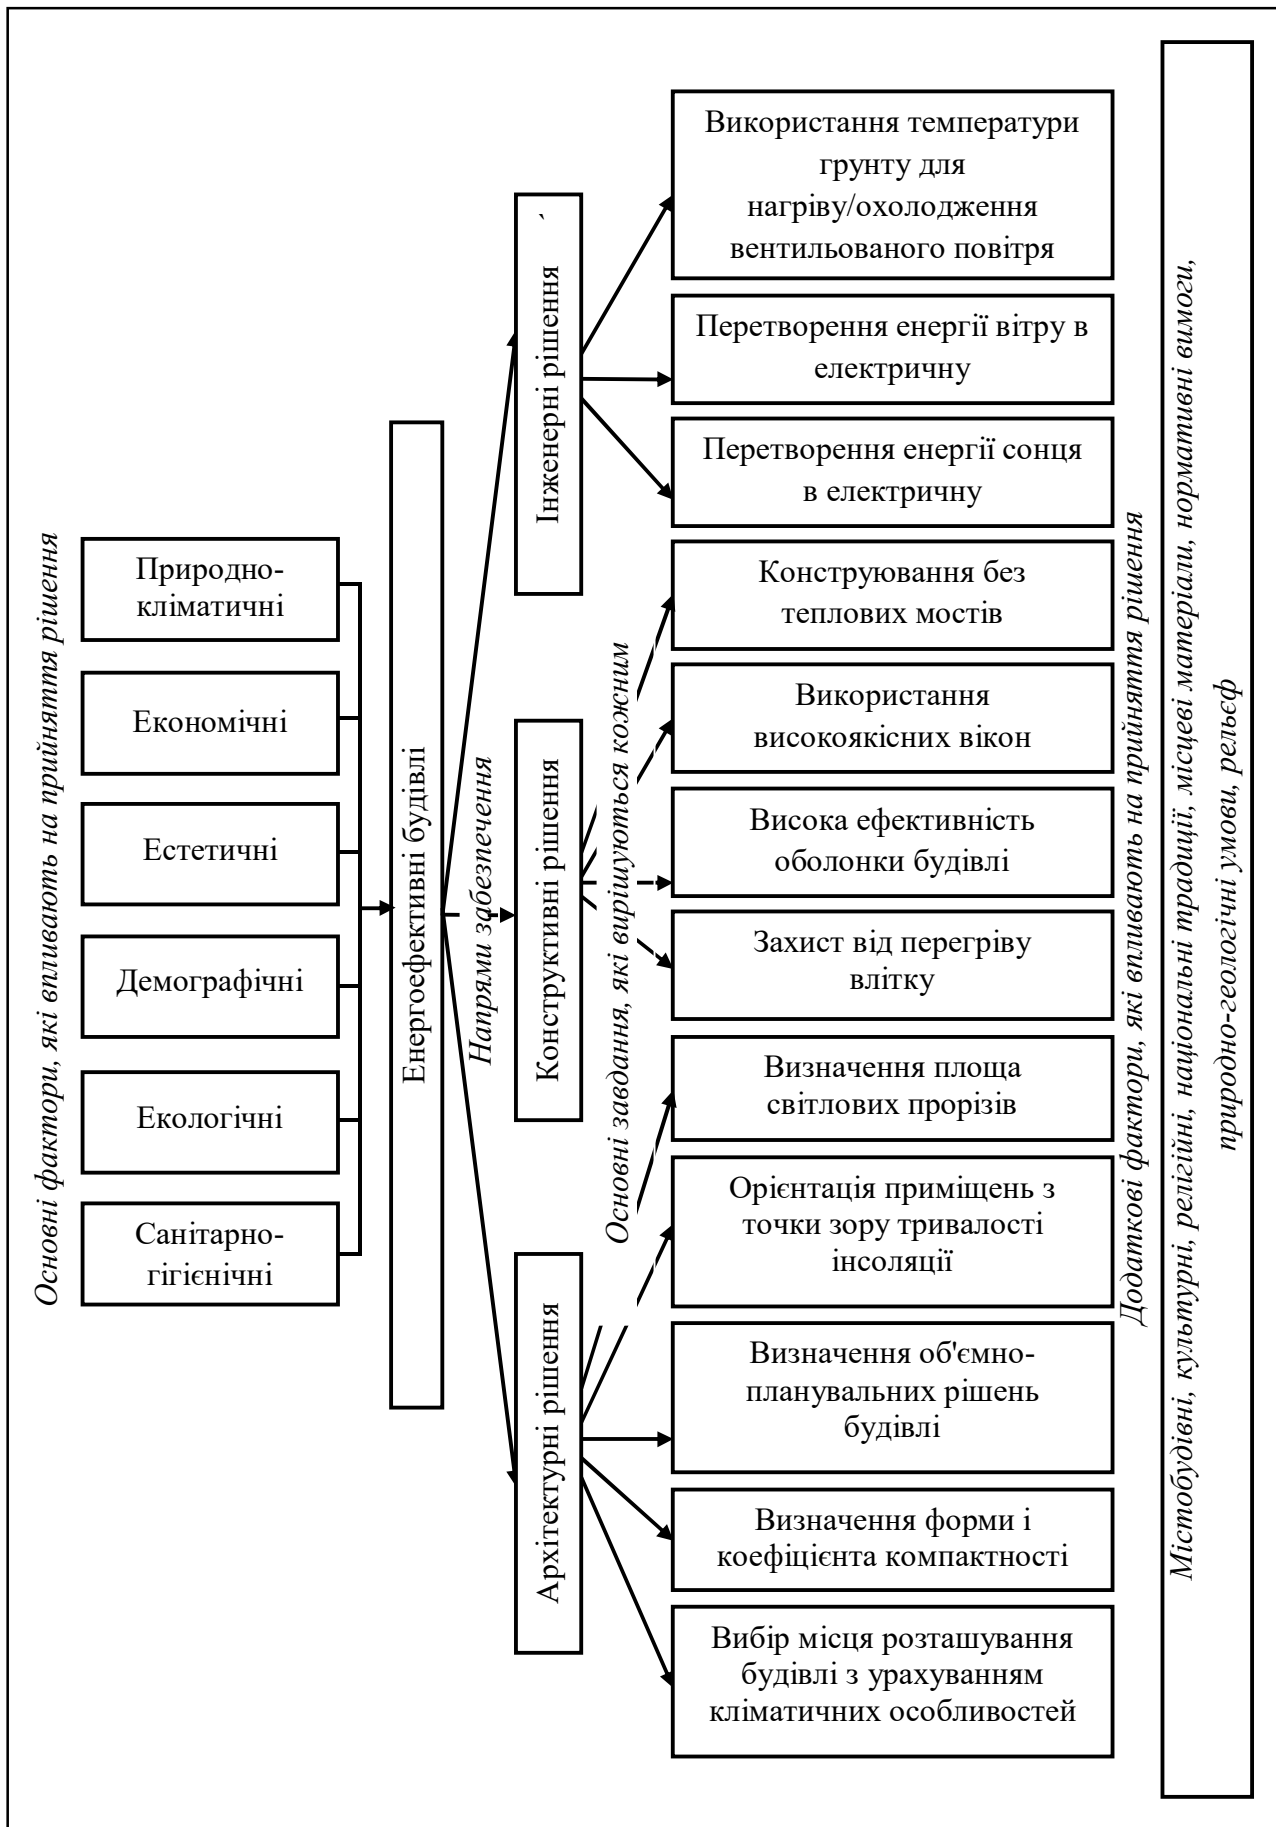 Основні фактори, які впливають на прийняття рішення
Природно-
кліматичні
Економічні
Естетичні
Демографічні
Екологічні
Санітарно-
гігієнічні
Енергоефективні будівлі
Напрями забезпечення
Інженерні рішення `
Конструктивні рішення
Архітектурні рішення
Основні завдання, які вирішуються кожним
Використання температури
грунту для
нагріву/охолодження
вентильованого повітря
Перетворення енергії вітру в
електричну
Перетворення енергії сонця
в електричну
Конструювання без
теплових мостів
Використання
високоякісних вікон
Висока ефективність
оболонки будівлі
Захист від перегріву
влітку
Визначення площа
світлових прорізів
Орієнтація приміщень з
точки зору тривалості
інсоляції
Визначення об'ємно-
планувальних рішень
будівлі
Визначення форми і
коефіцієнта компактності
Вибір місця розташування
будівлі з урахуванням
кліматичних особливостей
Додаткові фактори, які впливають на прийняття рішення
Містобудівні, культурні, релігійні, національні традиції, місцеві матеріали, нормативні вимоги,
природно-геологічні умови, рельєф